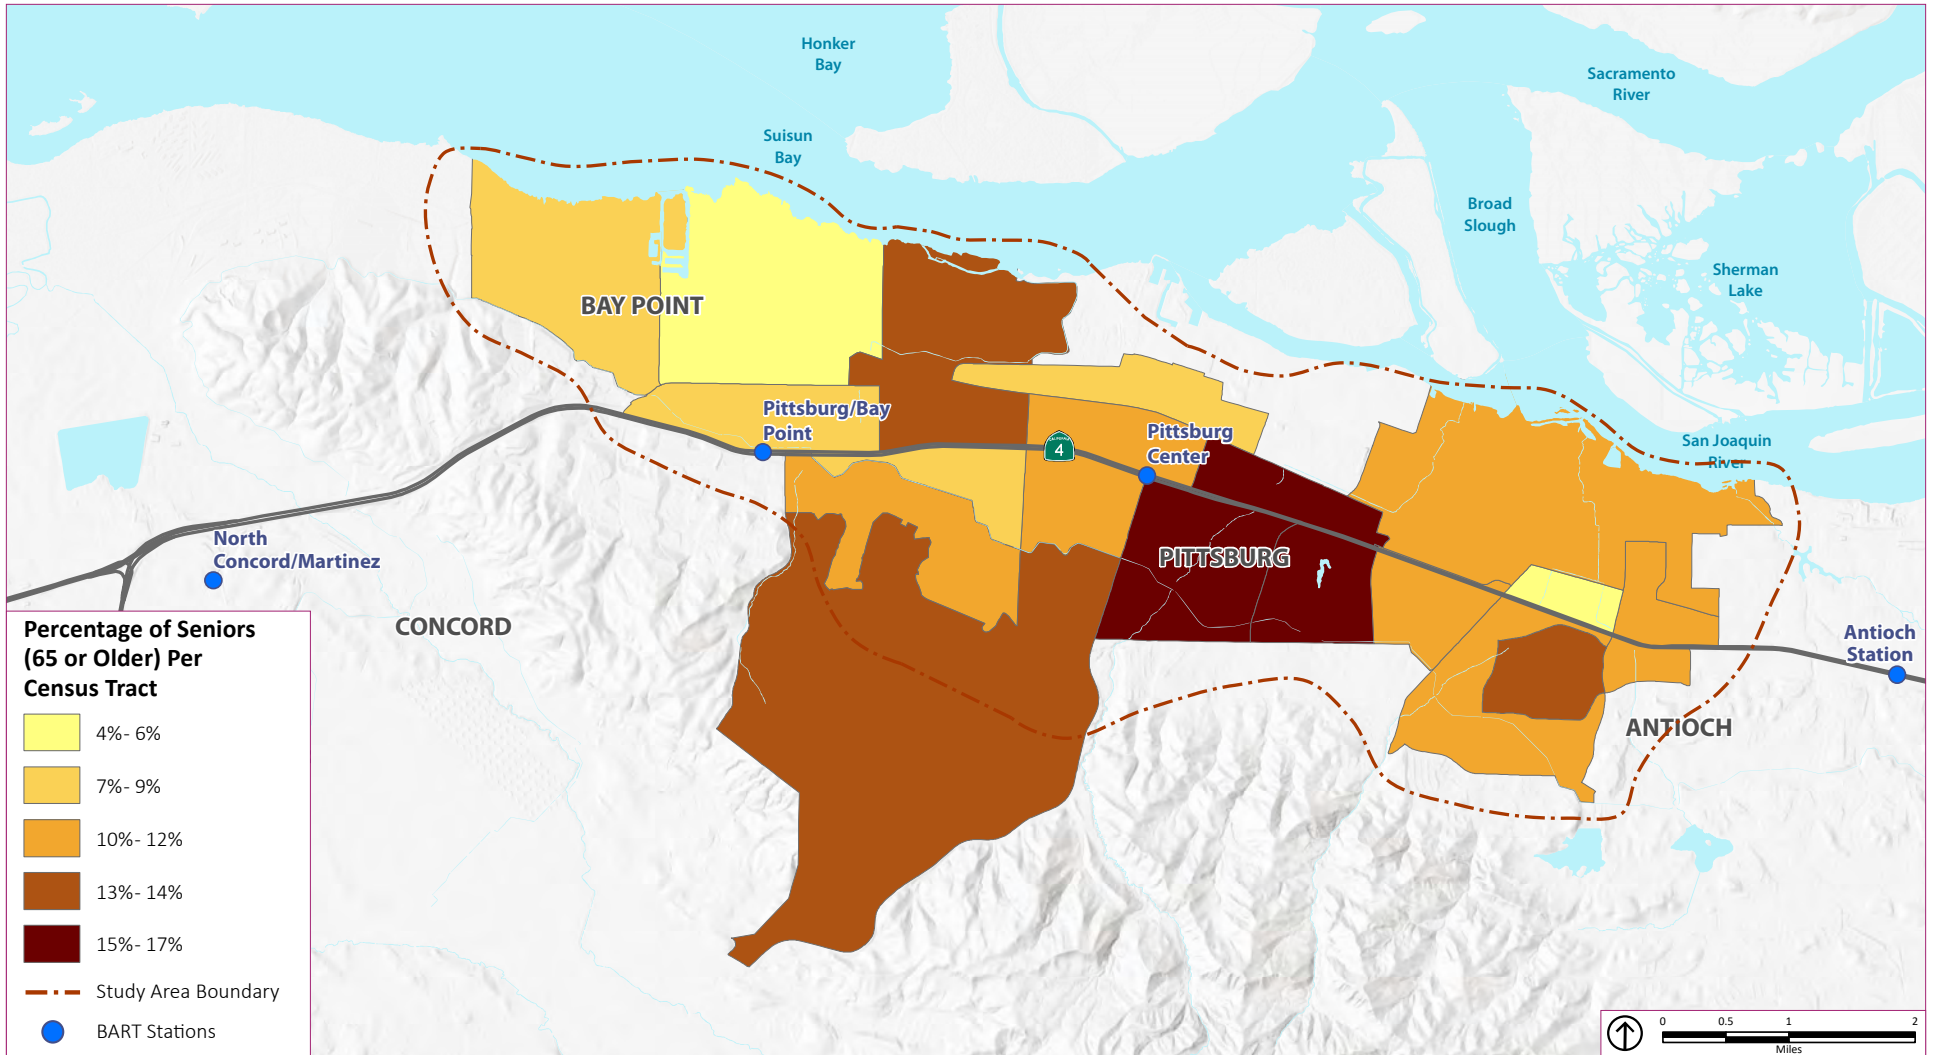 Honker
Bay
Sacramento
River
Suisun
Bay
Broad
Slough
Sherman
Lake
BAY POINT
Pittsburg/Bay
Point
CALIFORNIA
4
Pittsburg
Center
San Joaquin
River
North
Concord/Martinez
PITTSBURG
CONCORD
Antioch
Station
ANTIOCH
Percentage of Seniors
(65 or Older) Per
Census Tract
4%- 6%
7%- 9%
10%- 12%
13%- 14%
15%- 17%
Study Area Boundary
BART Stations
0 0.5 1 2
Miles